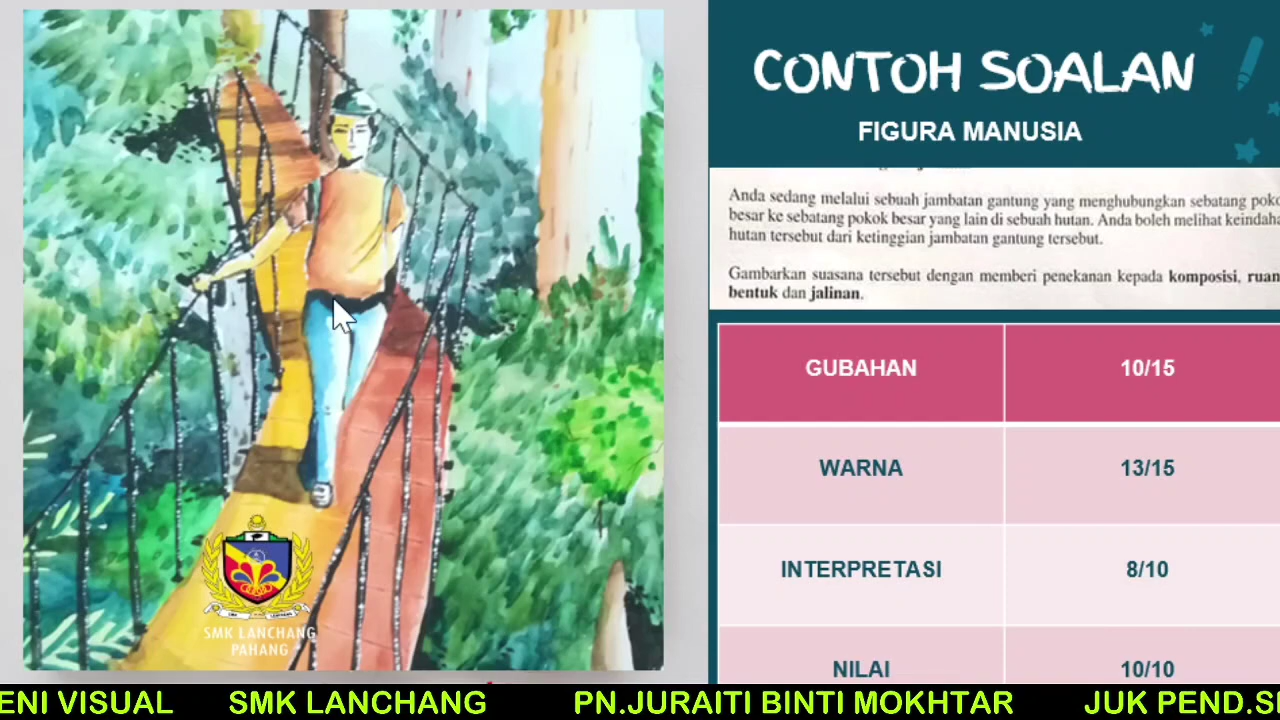 CONTOH SOALAN
FIGURA MANUSIA
Anda sedang melalui sebuah jambatan gantung yang menghubungkan sebatang poko
besar ke sebatang pokok besar yang lain di sebuah hutan. Anda boleh melihat keindaha
hutan tersebut dari ketinggian jambatan gantung tersebut.
Gambarkan suasana tersebut dengan memberi penekanan kepada komposisi, ruan
bentuk dan jalinan.
GUBAHAN 10/15
WARNA 13/15
INTERPRETASI 8/10
NILAI 10/10
SMK LANCHANG
PAHANG
ENI VISUAL SMK LANCHANG PN.JURAITI BINTI MOKHTAR JUK PEND.S